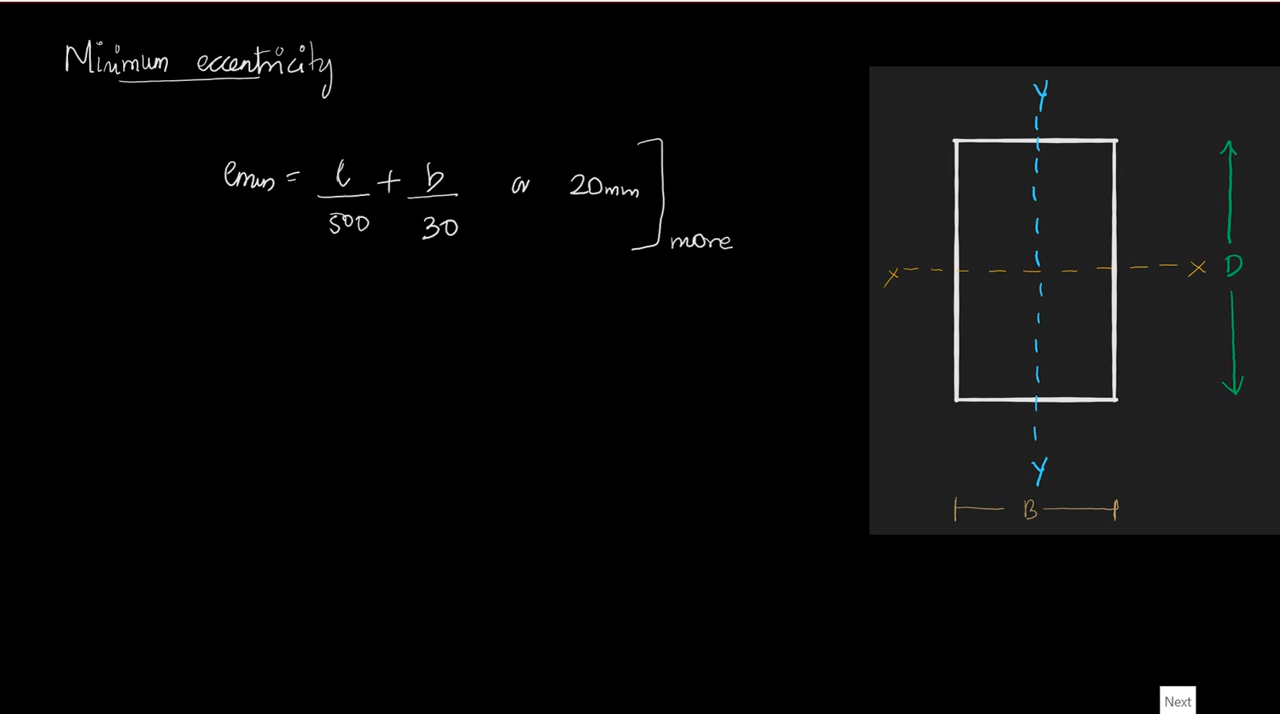 Minimum eccentricity
emin = l/500 + b/30 or 20mm] more
Y
X X D
Y
B
Next